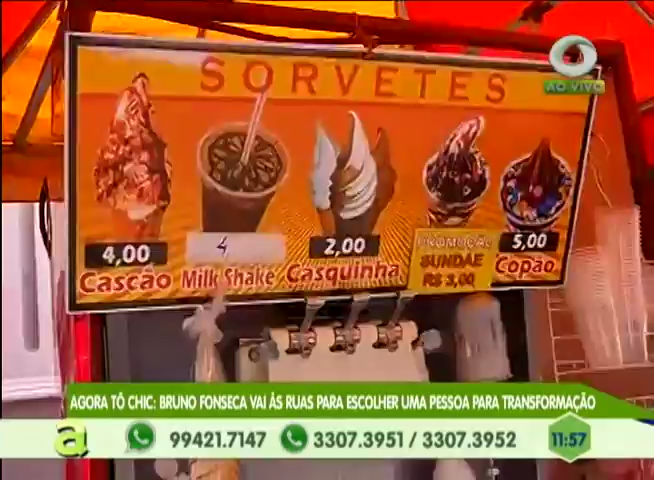 SORVETES
AO VIVO
4,00
Cascão
4
Milk Shake
2,00
Casquinha
PROMOÇÃO
SUNDAE
R$ 3,00
5,00
Copão
AGORA TÔ CHIC: BRUNO FONSECA VAI ÀS RUAS PARA ESCOLHER UMA PESSOA PARA TRANSFORMAÇÃO
a 99421.7147 3307.3951 / 3307.3952 11:57